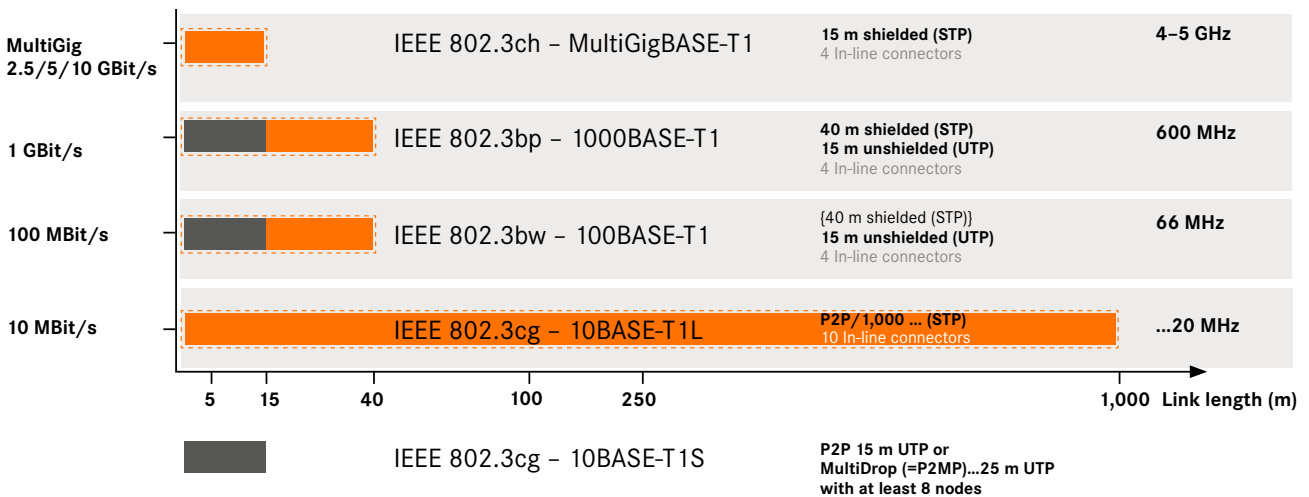 MultiGig
2.5/5/10 GBit/s
IEEE 802.3ch – MultiGigBASE-T1
15 m shielded (STP)
4 In-line connectors
4–5 GHz
1 GBit/s
IEEE 802.3bp – 1000BASE-T1
40 m shielded (STP)
15 m unshielded (UTP)
4 In-line connectors
600 MHz
100 MBit/s
IEEE 802.3bw – 100BASE-T1
{40 m shielded (STP)}
15 m unshielded (UTP)
4 In-line connectors
66 MHz
10 MBit/s
IEEE 802.3cg – 10BASE-T1L
P2P/1,000 ... (STP)
10 In-line connectors
...20 MHz
5 15 40 100 250 1,000 Link length (m)
IEEE 802.3cg – 10BASE-T1S
P2P 15 m UTP or
MultiDrop (=P2MP)...25 m UTP
with at least 8 nodes